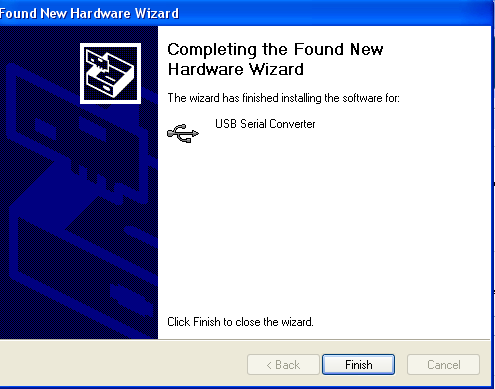 Found New Hardware Wizard
Completing the Found New
Hardware Wizard
The wizard has finished installing the software for:
USB Serial Converter
Click Finish to close the wizard.
< Back
Finish
Cancel